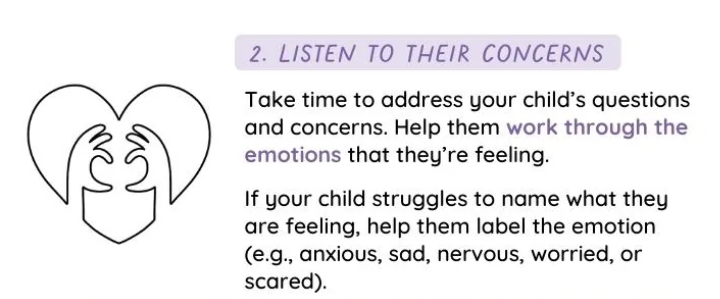 2. LISTEN TO THEIR CONCERNS
Take time to address your child's questions
and concerns. Help them work through the
emotions that they're feeling.
If your child struggles to name what they
are feeling, help them label the emotion
(e.g., anxious, sad, nervous, worried, or
scared).